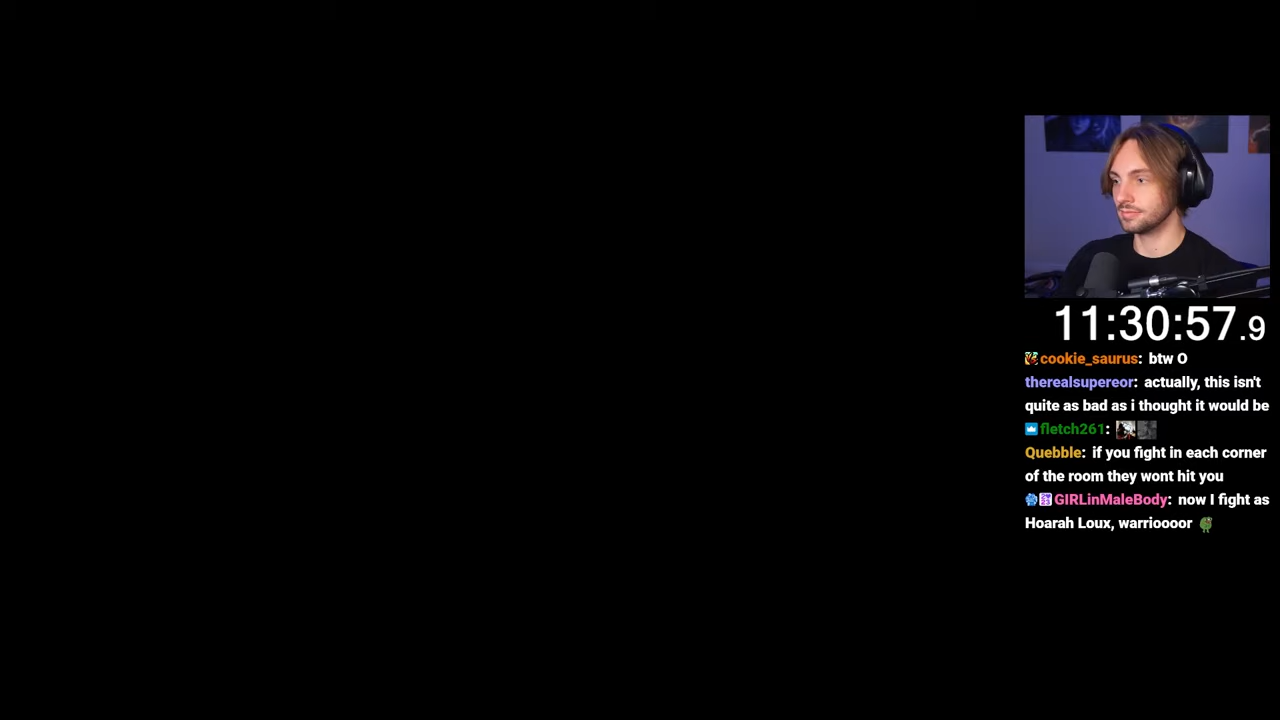 11:30:57.9
cookie_saurus: btw O
therealsupereor: actually, this isn't
quite as bad as i thought it would be
fletch261:
Quebble: if you fight in each corner
of the room they wont hit you
GIRLinMaleBody: now I fight as
Hoarah Loux, warrioooor